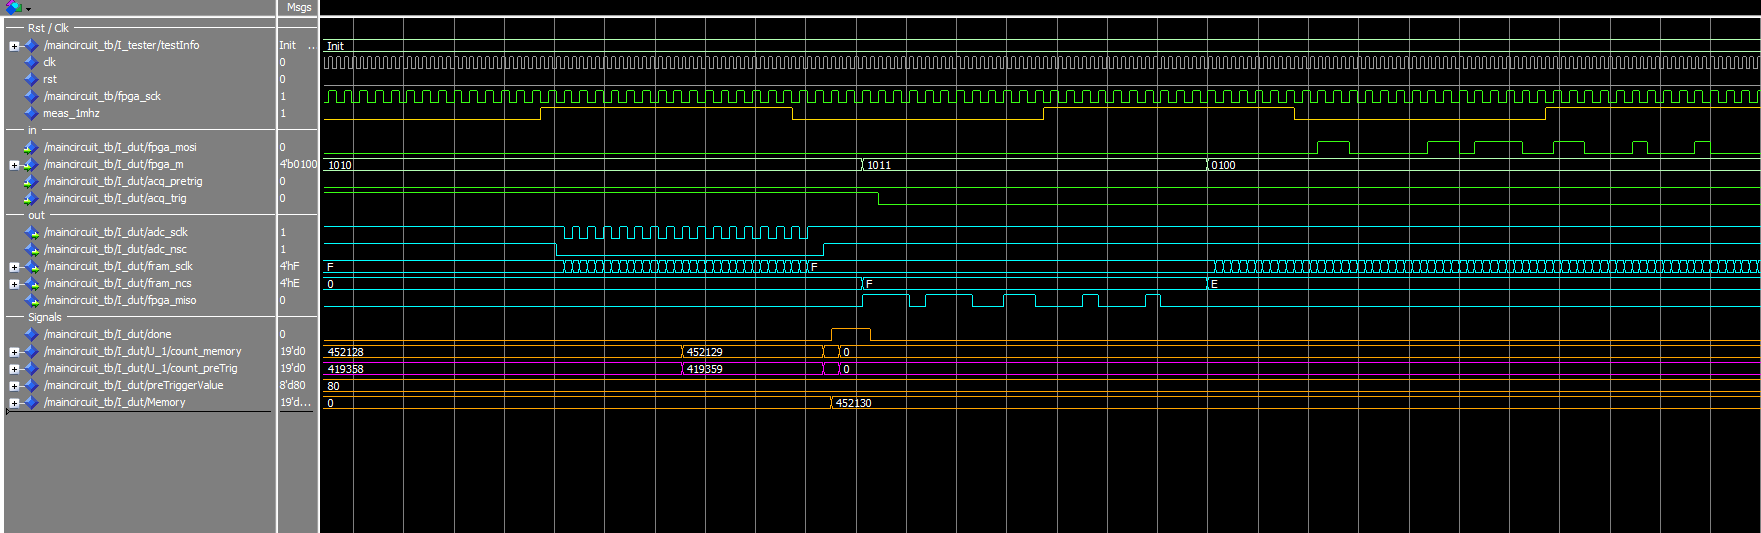 Msgs
Rst / Clk
/maincircuit_tb/I_tester/testInfo Init .. Init
clk 0
rst 0
/maincircuit_tb/fpga_sck 1
meas_1mhz 1
in
/maincircuit_tb/I_dut/fpga_mosi 0
/maincircuit_tb/I_dut/fpga_m 4'b0100 1010 1011 0100
/maincircuit_tb/I_dut/acq_pretrig 0
/maincircuit_tb/I_dut/acq_trig 0
out
/maincircuit_tb/I_dut/adc_sclk 1
/maincircuit_tb/I_dut/adc_nsc 1
/maincircuit_tb/I_dut/fram_sclk 4'hF F F
/maincircuit_tb/I_dut/fram_ncs 4'hE 0 F E
/maincircuit_tb/I_dut/fpga_miso 0
Signals
/maincircuit_tb/I_dut/done 0
/maincircuit_tb/I_dut/U_1/count_memory 19'd0 452128 452129 0
/maincircuit_tb/I_dut/U_1/count_preTrig 19'd0 419358 419359 0
/maincircuit_tb/I_dut/preTriggerValue 8'd80 80
/maincircuit_tb/I_dut/Memory 19'd... 0 452130